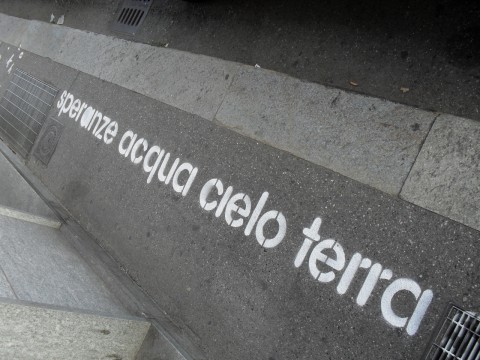 speranze acqua cielo terra